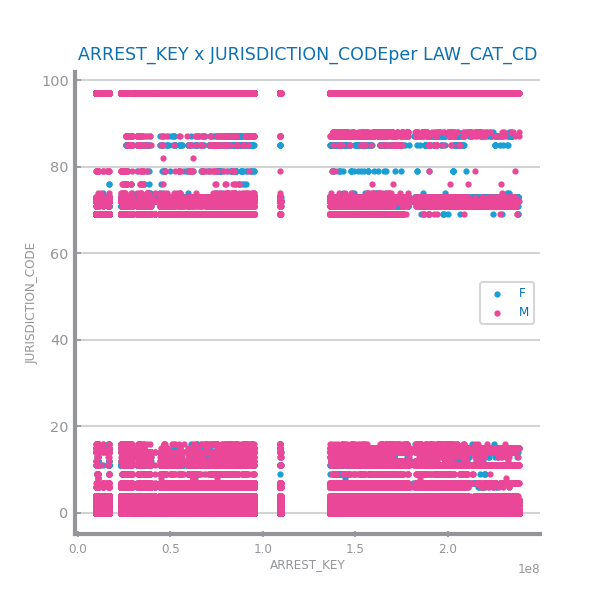 ARREST_KEY x JURISDICTION_CODEper LAW_CAT_CD
100
80
60
40
20
0
JURISDICTION_CODE
F
M
0.0
0.5
1.0
1.5
2.0
ARREST_KEY
1e8